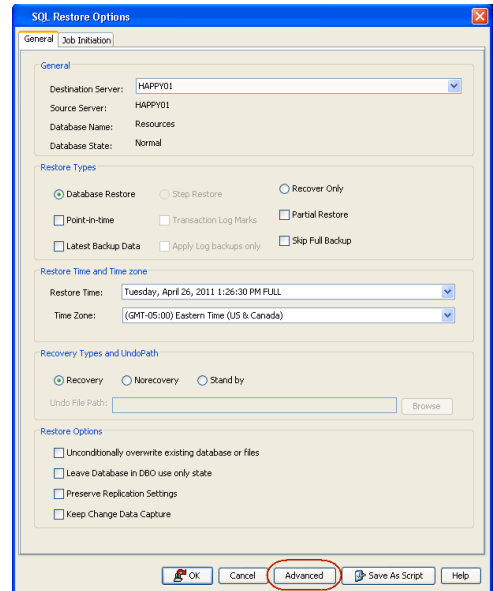 SQL Restore Options
General Job Initiation
General
Destination Server: HAPPY01
Source Server: HAPPY01
Database Name: Resources
Database State: Normal
Restore Types
Database Restore Step Restore Recover Only
Point-in-time Transaction Log Marks Partial Restore
Latest Backup Data Apply Log backups only Skip Full Backup
Restore Time and Time zone
Restore Time: Tuesday, April 26, 2011 1:26:30 PM FULL
Time Zone: (GMT-05:00) Eastern Time (US & Canada)
Recovery Types and UndoPath
Recovery Norecovery Stand by
Undo File Path: Browse
Restore Options
Unconditionally overwrite existing database or files
Leave Database in DBO use only state
Preserve Replication Settings
Keep Change Data Capture
OK Cancel Advanced Save As Script Help